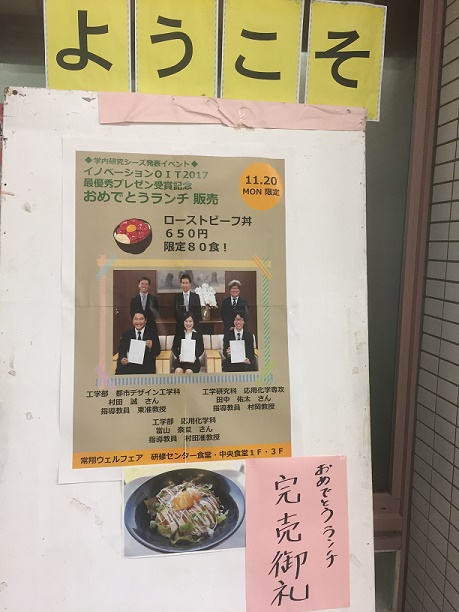 ようこそ
◆学内研究シーズ発表イベント◆
イノベーションOIT2017
最優秀プレゼン受賞記念
おめでとうランチ 販売
11.20
MON 限定
ローストビーフ丼
650円
限定80食！
工学部 都市デザイン工学科
村田 誠 さん
指導教員 東准教授
工学研究科 応用化学専攻
田中 佑太 さん
指導教員 村岡教授
工学部 応用化学科
富山 奈菜 さん
指導教員 村田准教授
常翔ウェルフェア 研修センター食堂・中央食堂1F・3F
おめでとうランチ
完売御礼